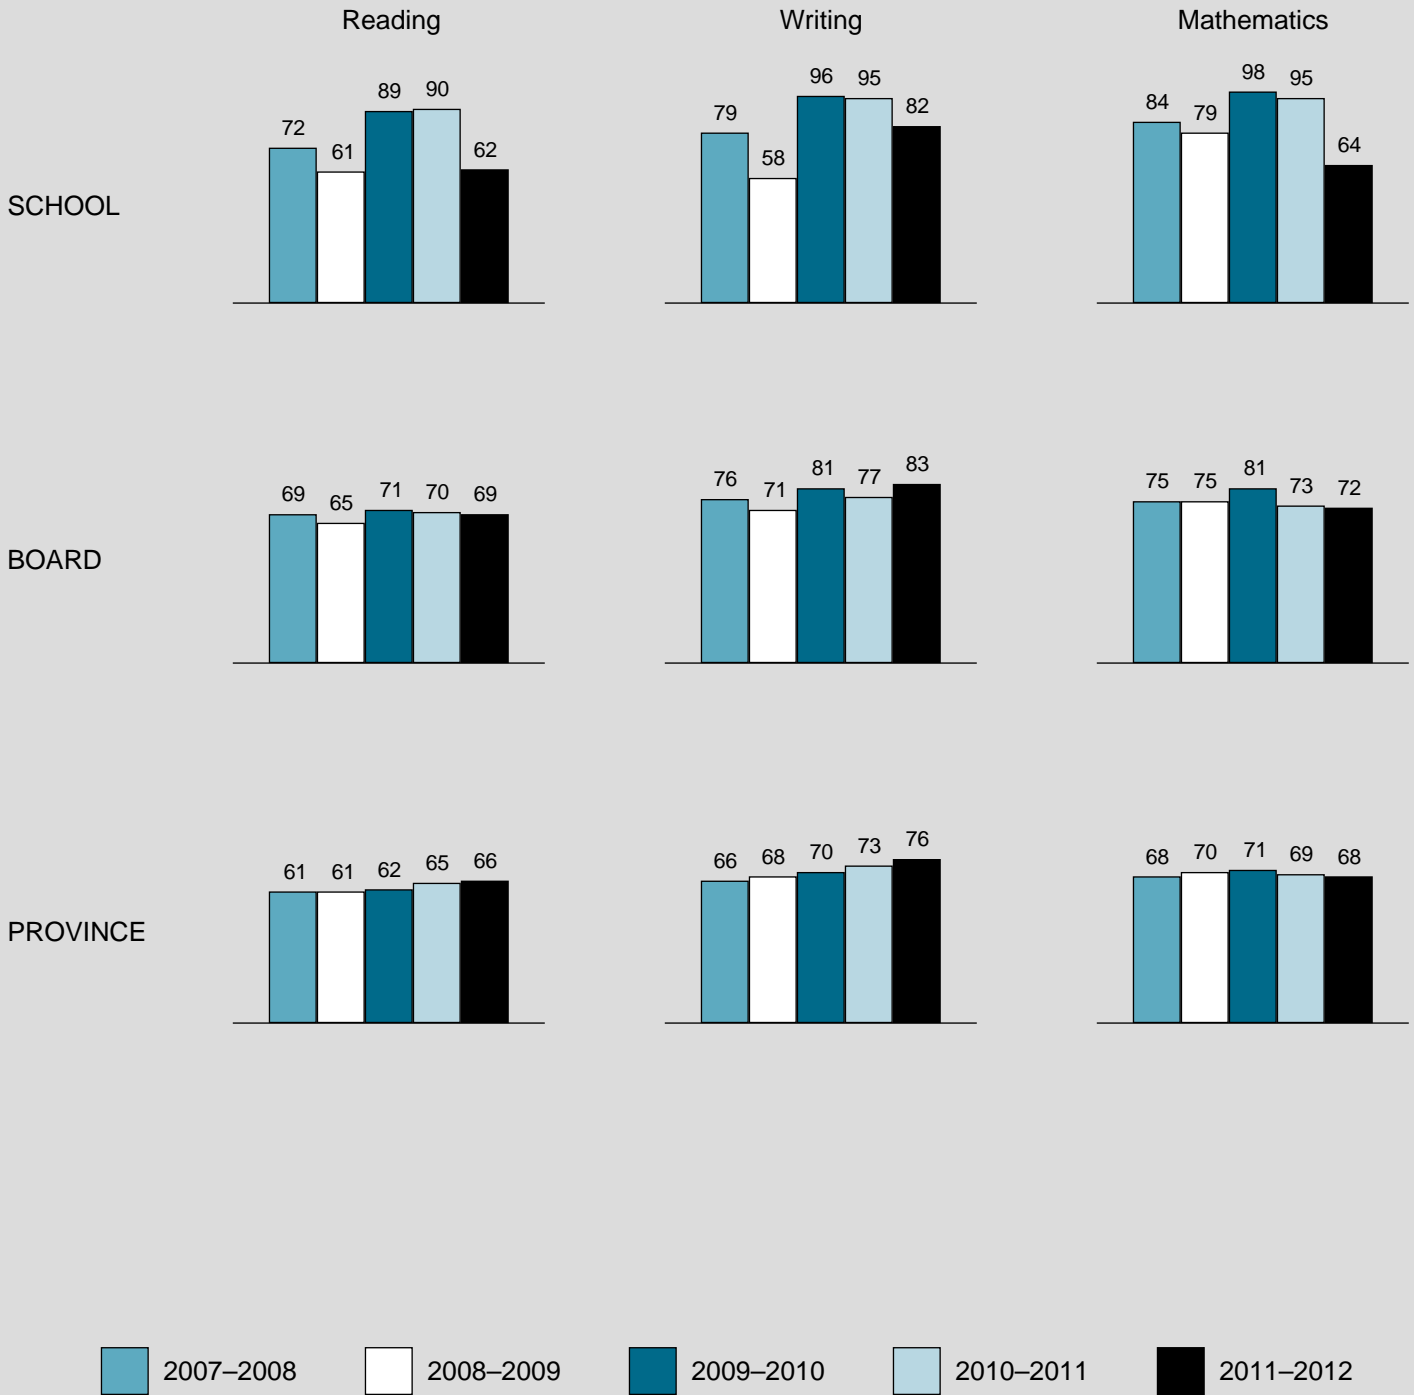 Reading Writing Mathematics
SCHOOL
72 61 89 90 62
79 58 96 95 82
84 79 98 95 64
BOARD
69 65 71 70 69
76 71 81 77 83
75 75 81 73 72
PROVINCE
61 61 62 65 66
66 68 70 73 76
68 70 71 69 68
2007–2008 2008–2009 2009–2010 2010–2011 2011–2012